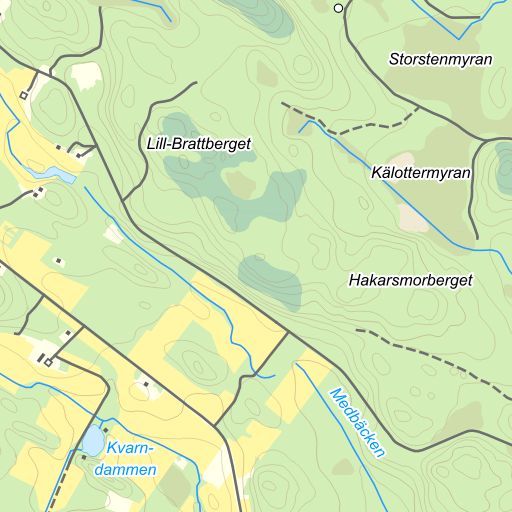 Storstenmyran
Lill-Brattberget
Kälottermyran
Hakarsmorberget
Medbäcken
Kvarn-
dammen